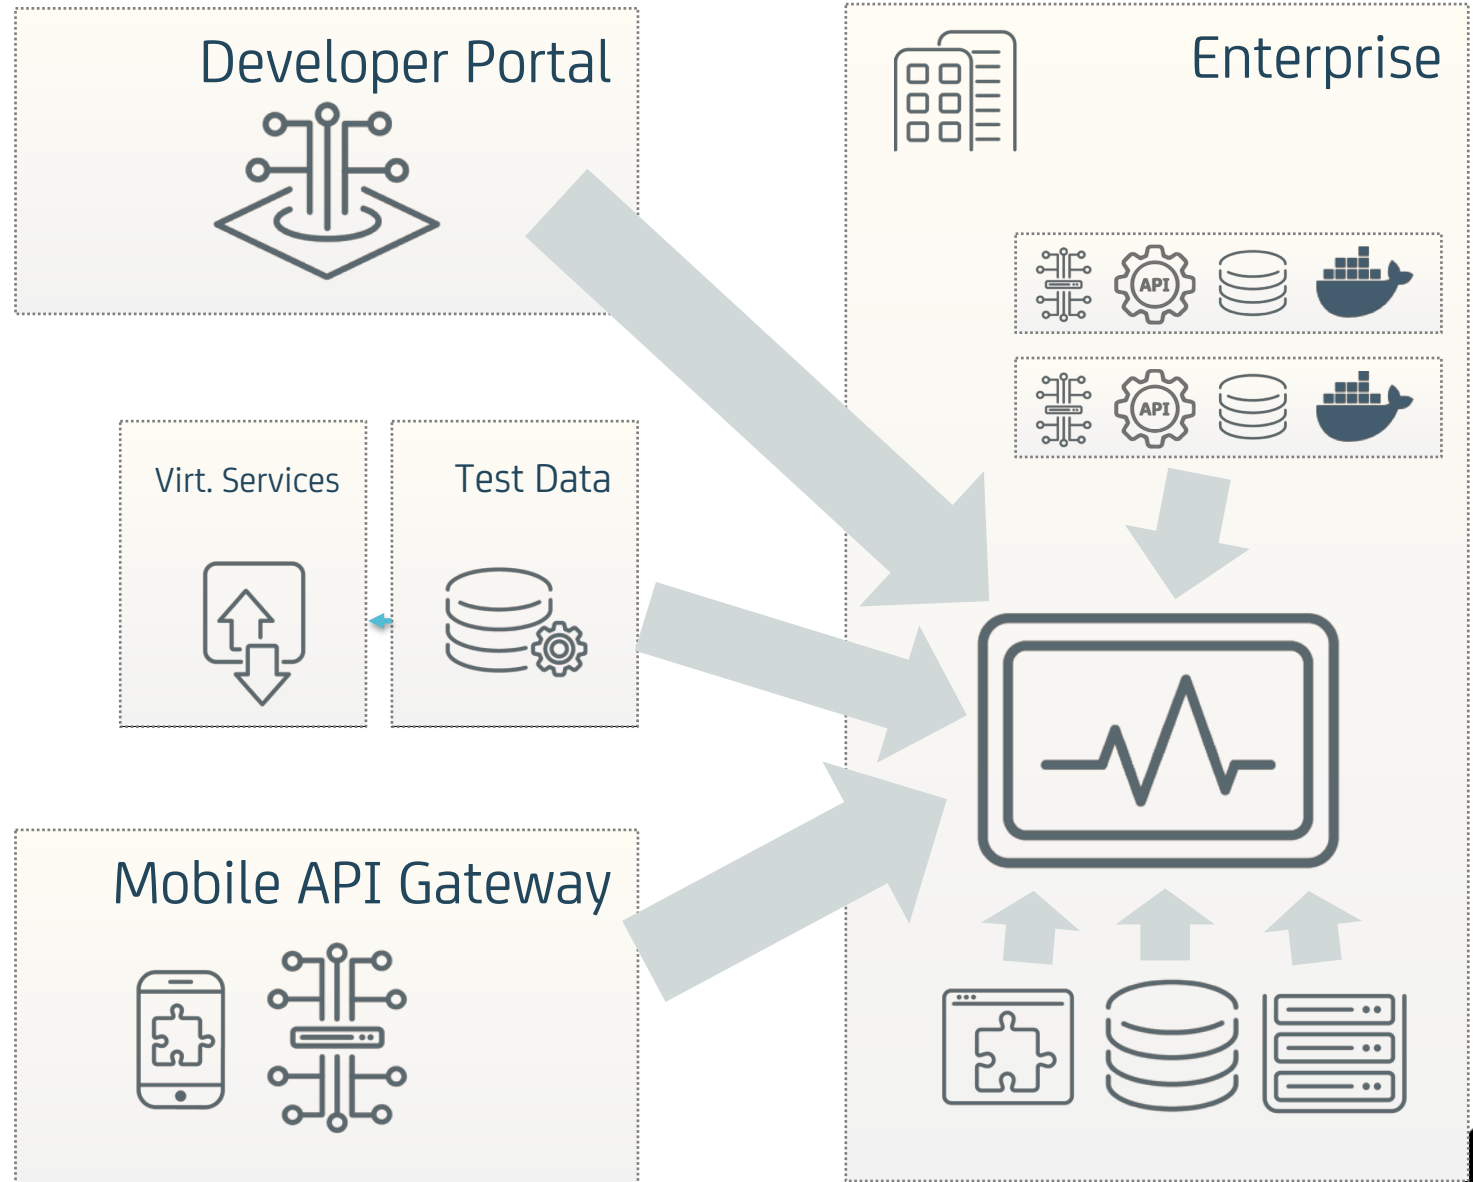 Developer Portal
Enterprise
API
API
Virt. Services
Test Data
Mobile API Gateway